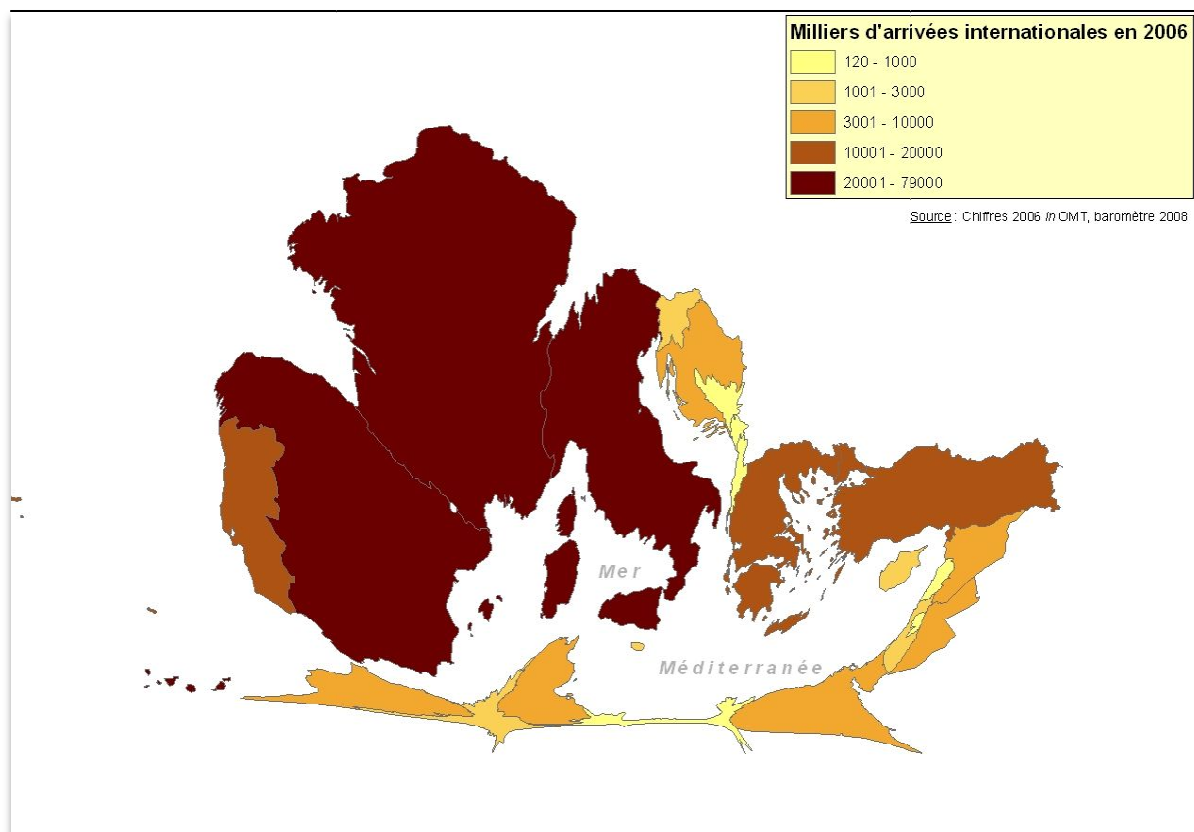 Milliers d'arrivées internationales en 2006
120 - 1000
1001 - 3000
3001 - 10000
10001 - 20000
20001 - 79000
Source : Chiffres 2006 in OMT, baromètre 2008
Mer
Méditerranée